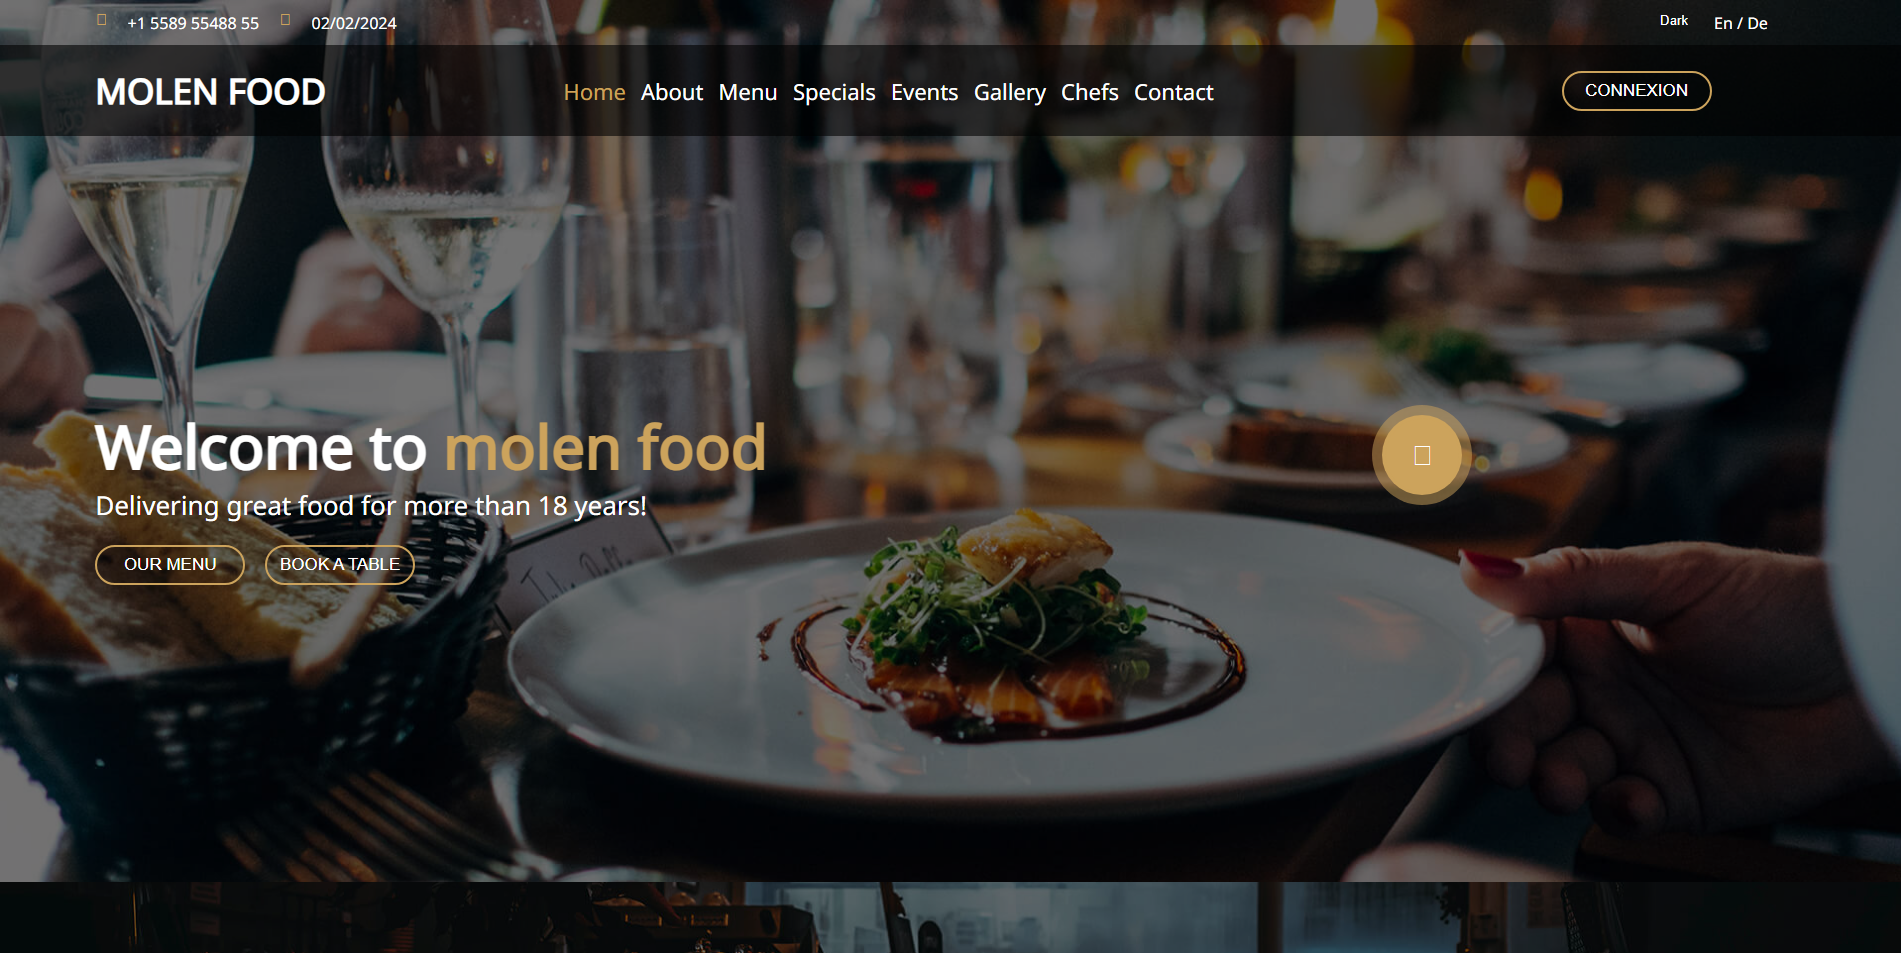 +1 5589 55488 55 02/02/2024 Dark En / De
MOLEN FOOD Home About Menu Specials Events Gallery Chefs Contact CONNEXION
Welcome to molen food
Delivering great food for more than 18 years!
OUR MENU BOOK A TABLE